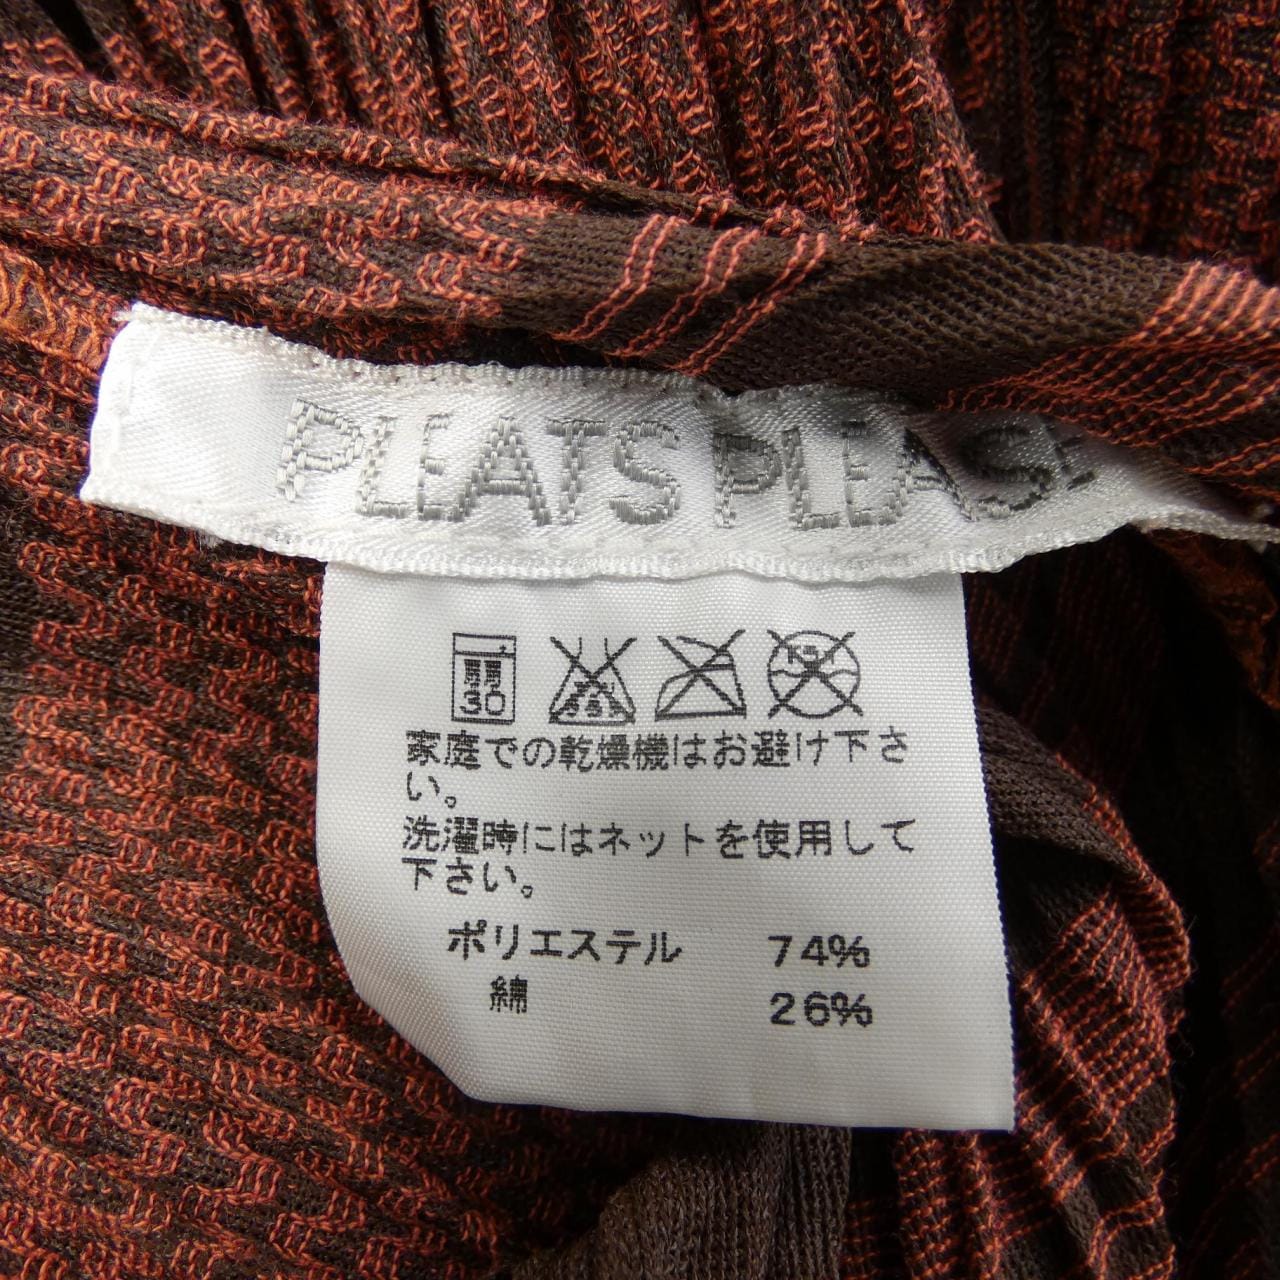 PLEATS PLEASE
弱
30
家庭での乾燥機はお避け下さ
い。
洗濯時にはネットを使用して
下さい。
ポリエステル 74%
綿 26%